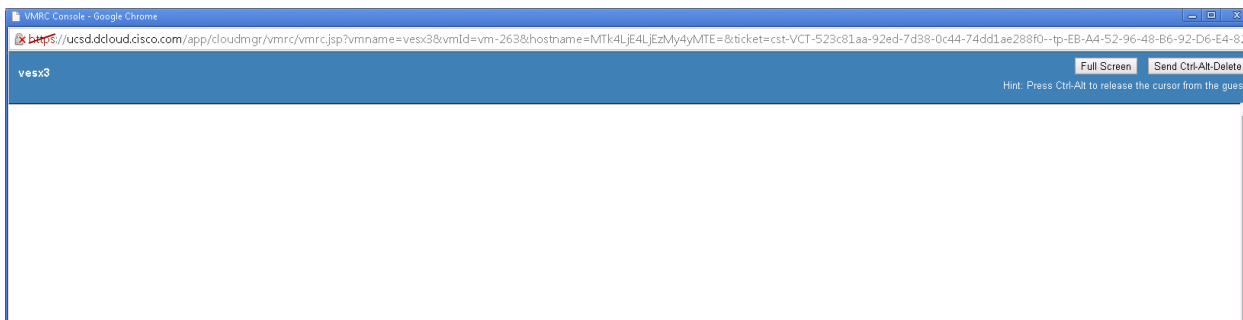 VMRC Console - Google Chrome
https://ucsd.dcloud.cisco.com/app/cloudmgr/vmrc/vmrc.jsp?vmname=vesx3&vmId=vm-263&hostname=MTk4LjE4LjEzMy4yMTE=&ticket=cst-VCT-523c81aa-92ed-7d38-0c44-74dd1ae288f0--tp-EB-A4-52-96-48-B6-92-D6-E4-82
vesx3
Full Screen Send Ctrl-Alt-Delete
Hint: Press Ctrl-Alt to release the cursor from the gues